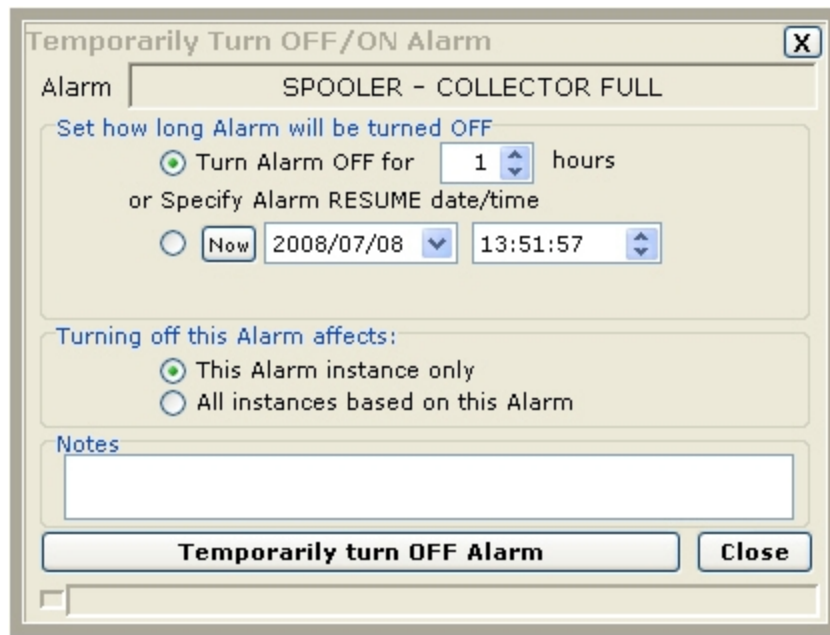 Temporarily Turn OFF/ON Alarm X
Alarm SPOOLER - COLLECTOR FULL
Set how long Alarm will be turned OFF
Turn Alarm OFF for 1 hours
or Specify Alarm RESUME date/time
Now 2008/07/08 13:51:57
Turning off this Alarm affects:
This Alarm instance only
All instances based on this Alarm
Notes
Temporarily turn OFF Alarm Close